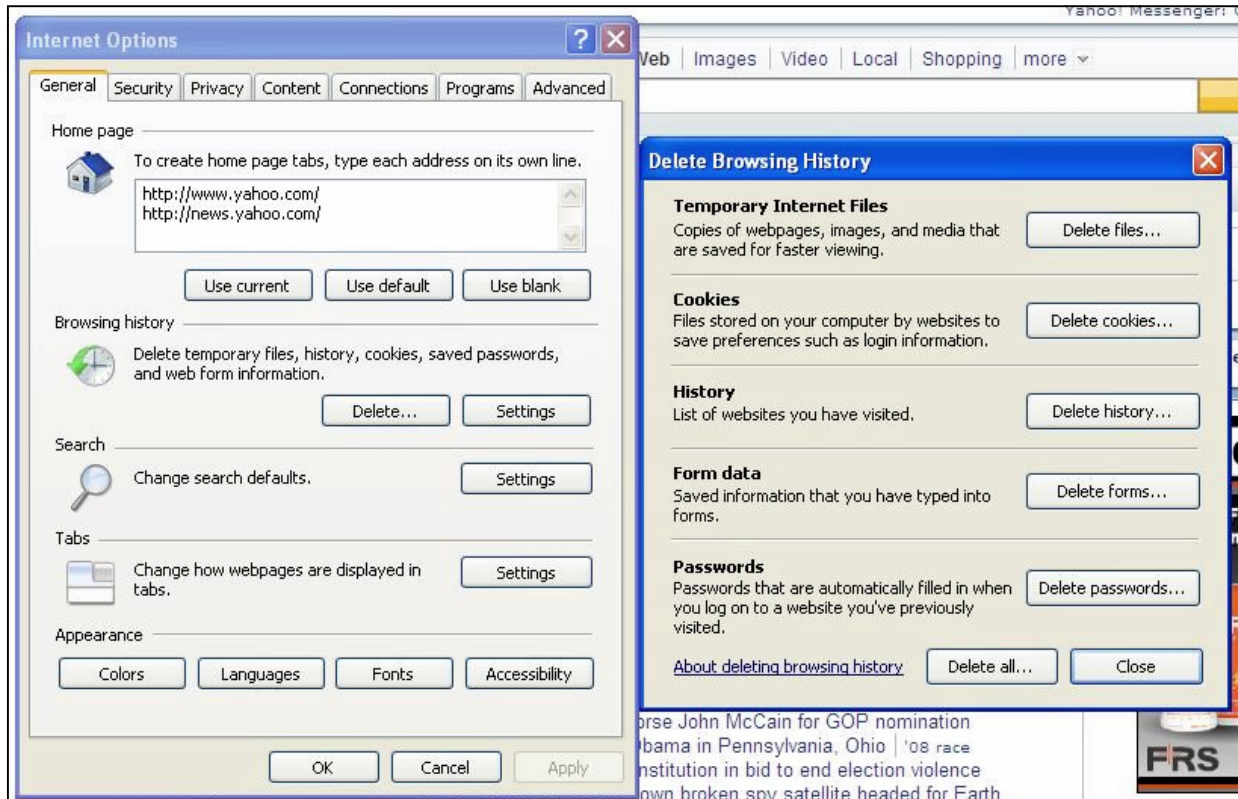 Yahoo! Messenger:
Internet Options
Web | Images | Video | Local | Shopping | more
General Security Privacy Content Connections Programs Advanced
Home page
To create home page tabs, type each address on its own line.
http://www.yahoo.com/
http://news.yahoo.com/
Use current Use default Use blank
Browsing history
Delete temporary files, history, cookies, saved passwords,
and web form information.
Delete... Settings
Search
Change search defaults.
Settings
Tabs
Change how webpages are displayed in
tabs.
Settings
Appearance
Colors Languages Fonts Accessibility
OK Cancel Apply
Delete Browsing History
Temporary Internet Files
Copies of webpages, images, and media that
are saved for faster viewing.
Delete files...
Cookies
Files stored on your computer by websites to
save preferences such as login information.
Delete cookies...
History
List of websites you have visited.
Delete history...
Form data
Saved information that you have typed into
forms.
Delete forms...
Passwords
Passwords that are automatically filled in when
you log on to a website you've previously
visited.
Delete passwords...
About deleting browsing history Delete all... Close
orse John McCain for GOP nomination
bama in Pennsylvania, Ohio | '08 race
nstitution in bid to end election violence
own broken spy satellite headed for Earth
FRS